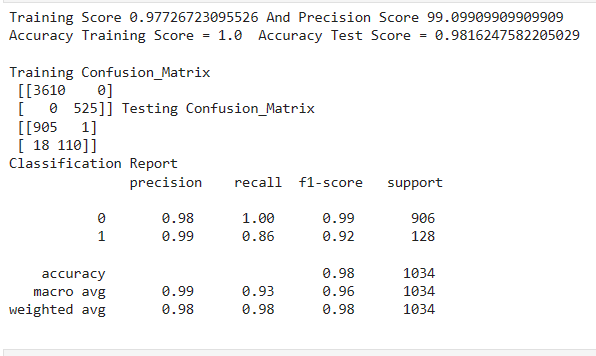 Training Score 0.97726723095526 And Precision Score 99.09909909909909
Accuracy Training Score = 1.0  Accuracy Test Score = 0.9816247582205029

Training Confusion_Matrix
 [[3610    0]
 [   0  525]] Testing Confusion_Matrix
 [[905   1]
 [ 18 110]]
Classification Report
               precision    recall  f1-score   support

           0       0.98      1.00      0.99       906
           1       0.99      0.86      0.92       128

    accuracy                           0.98      1034
   macro avg       0.99      0.93      0.96      1034
weighted avg       0.98      0.98      0.98      1034